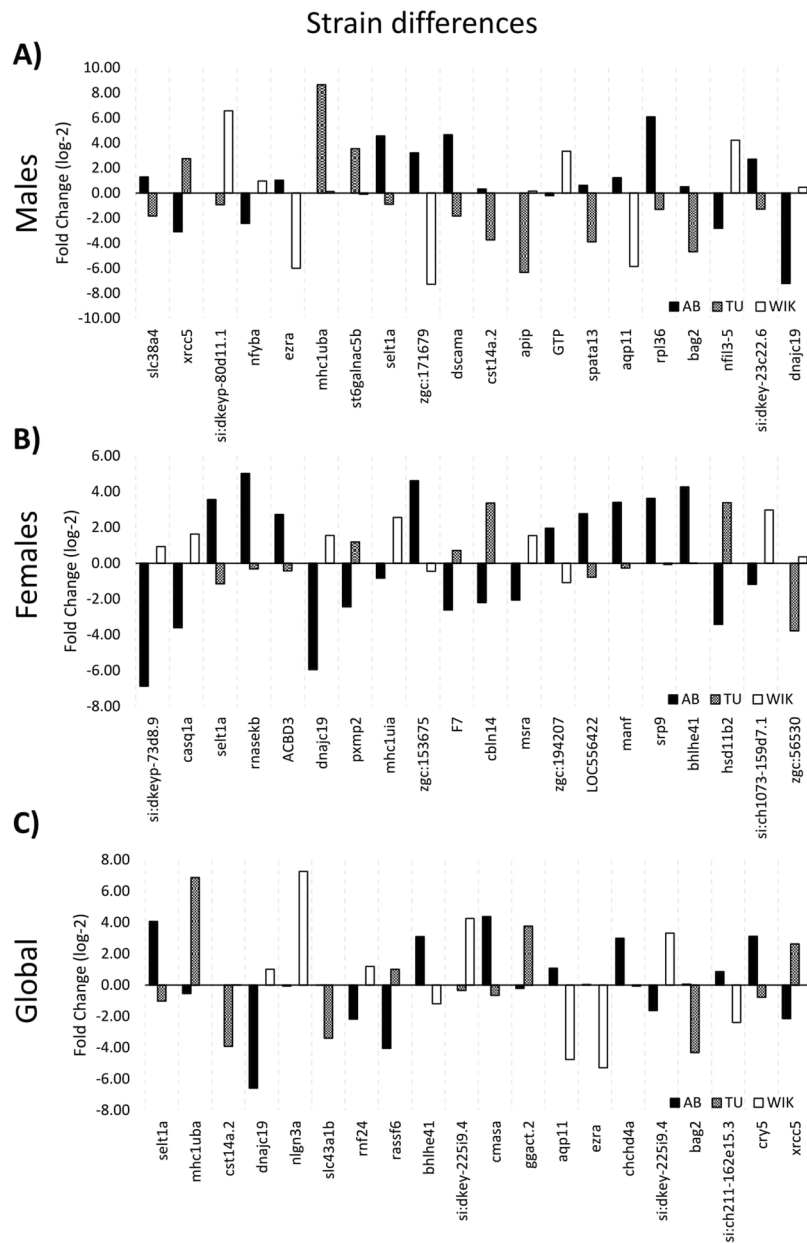 Strain differences
A)
Males
Fold Change (log-2)
10.00
8.00
6.00
4.00
2.00
0.00
-2.00
-4.00
-6.00
-8.00
-10.00
AB TU WIK
slc38a4
xrcc5
si:dkeyp-80d11.1
nfyba
ezra
mhc1uba
st6galnac5b
selt1a
zgc:171679
dscama
cst14a.2
apip
GTP
spata13
aqp11
rpl36
bag2
nfil3-5
si:dkey-23c22.6
dnajc19
B)
Females
Fold Change (log-2)
6.00
4.00
2.00
0.00
-2.00
-4.00
-6.00
-8.00
AB TU WIK
si:dkeyp-73d8.9
casq1a
selt1a
rnasekb
ACBD3
dnajc19
pxmp2
mhc1uia
zgc:153675
F7
cbln14
msra
zgc:194207
LOC556422
manf
srp9
bhlhe41
hsd11b2
si:ch1073-159d7.1
zgc:56530
C)
Global
Fold Change (log-2)
8.00
6.00
4.00
2.00
0.00
-2.00
-4.00
-6.00
-8.00
AB TU WIK
selt1a
mhc1uba
cst14a.2
dnajc19
nlgn3a
slc43a1b
rnf24
rassf6
bhlhe41
si:dkey-225l9.4
cmasa
ggact.2
aqp11
ezra
chchd4a
si:dkey-225l9.4
bag2
si:ch211-162e15.3
cry5
xrcc5